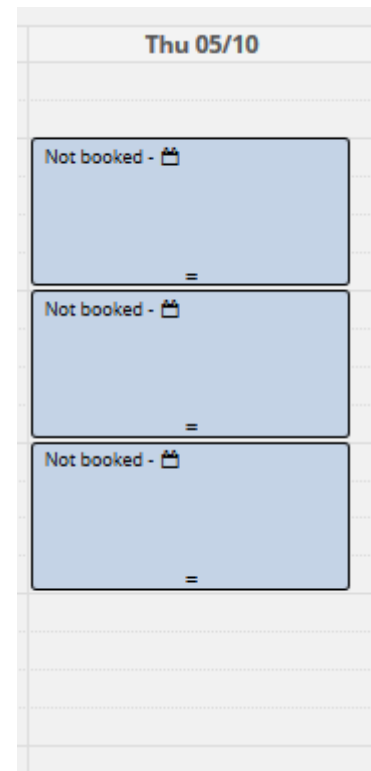 Thu 05/10
Not booked -
=
Not booked -
=
Not booked -
=